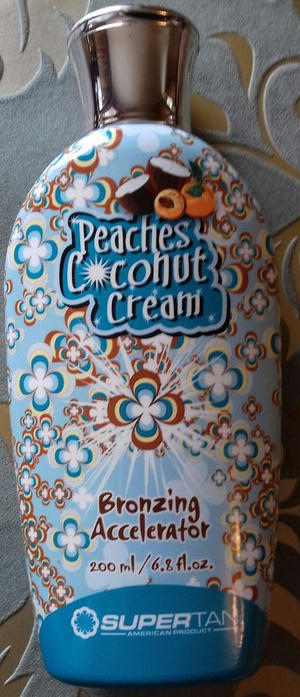 Peaches
Coconut
Cream
Bronzing
Accelerator
200 ml/6.8 fl.oz.
SUPERTAN
AMERICAN PRODUCT